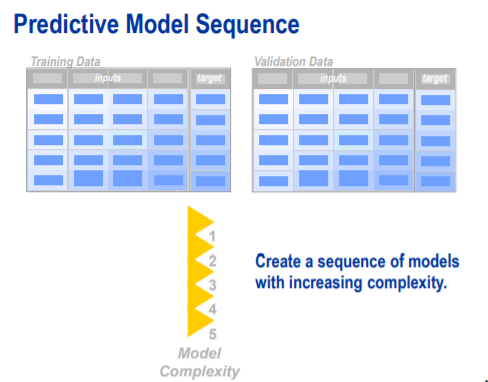 Predictive Model Sequence
Training Data
Validation Data
inputs
target
inputs
target
1
2
3
4
5
Create a sequence of models
with increasing complexity.
Model
Complexity
.